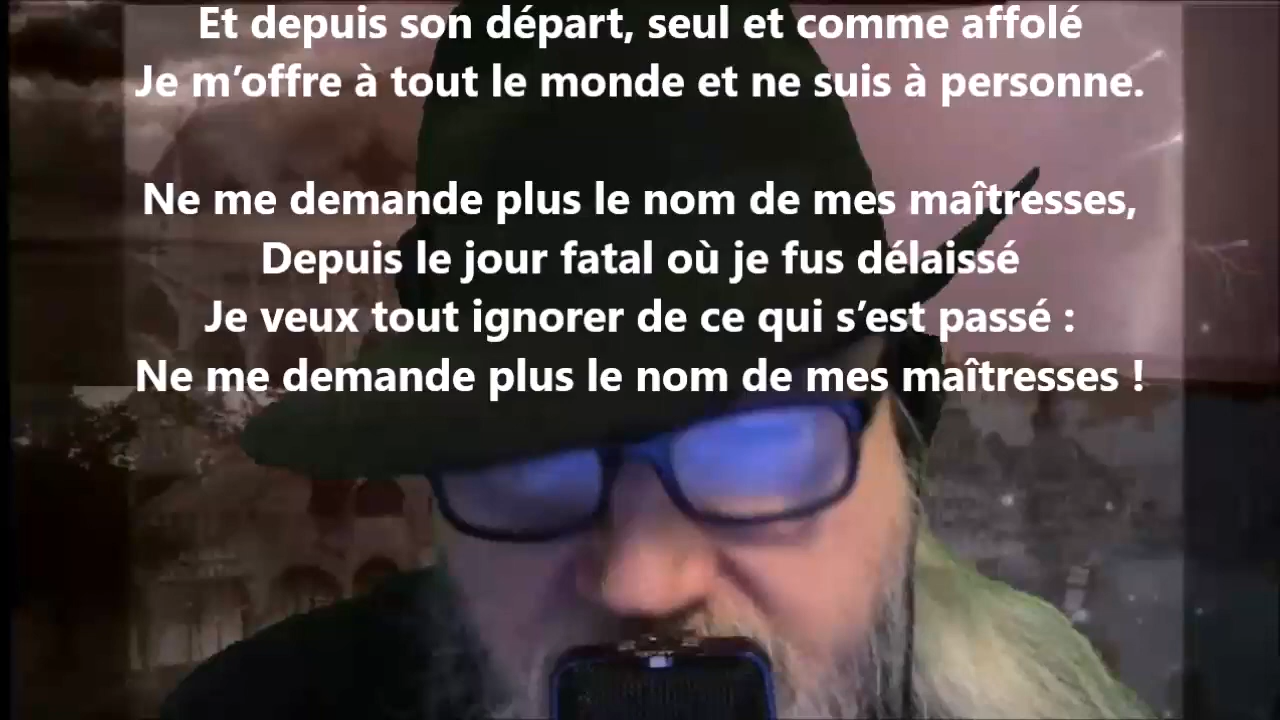 Et depuis son départ, seul et comme affolé
Je m’offre à tout le monde et ne suis à personne.
Ne me demande plus le nom de mes maîtresses,
Depuis le jour fatal où je fus délaissé
Je veux tout ignorer de ce qui s’est passé :
Ne me demande plus le nom de mes maîtresses !